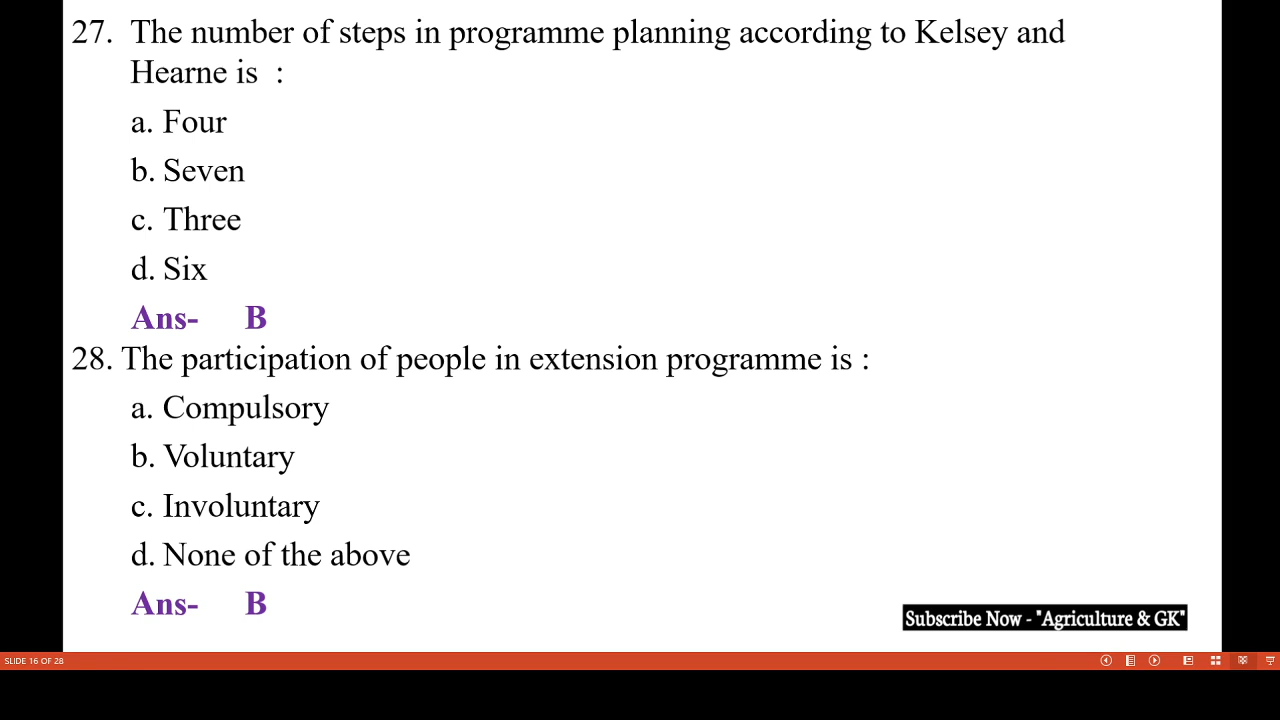 27. The number of steps in programme planning according to Kelsey and
Hearne is :
a. Four
b. Seven
c. Three
d. Six
Ans- B
28. The participation of people in extension programme is :
a. Compulsory
b. Voluntary
c. Involuntary
d. None of the above
Ans- B
Subscribe Now - "Agriculture & GK"
SLIDE 16 OF 28